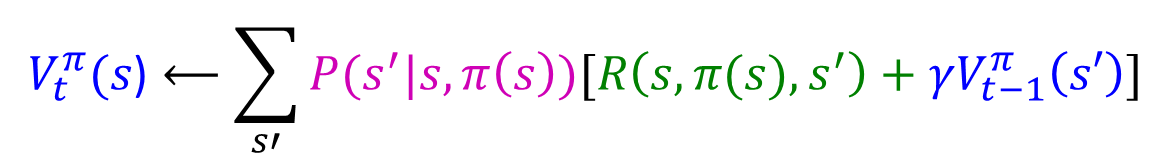 V_t^π(s) ← ∑_{s′} P(s′|s, π(s))[R(s, π(s), s′) + γV_{t−1}^π(s′)]